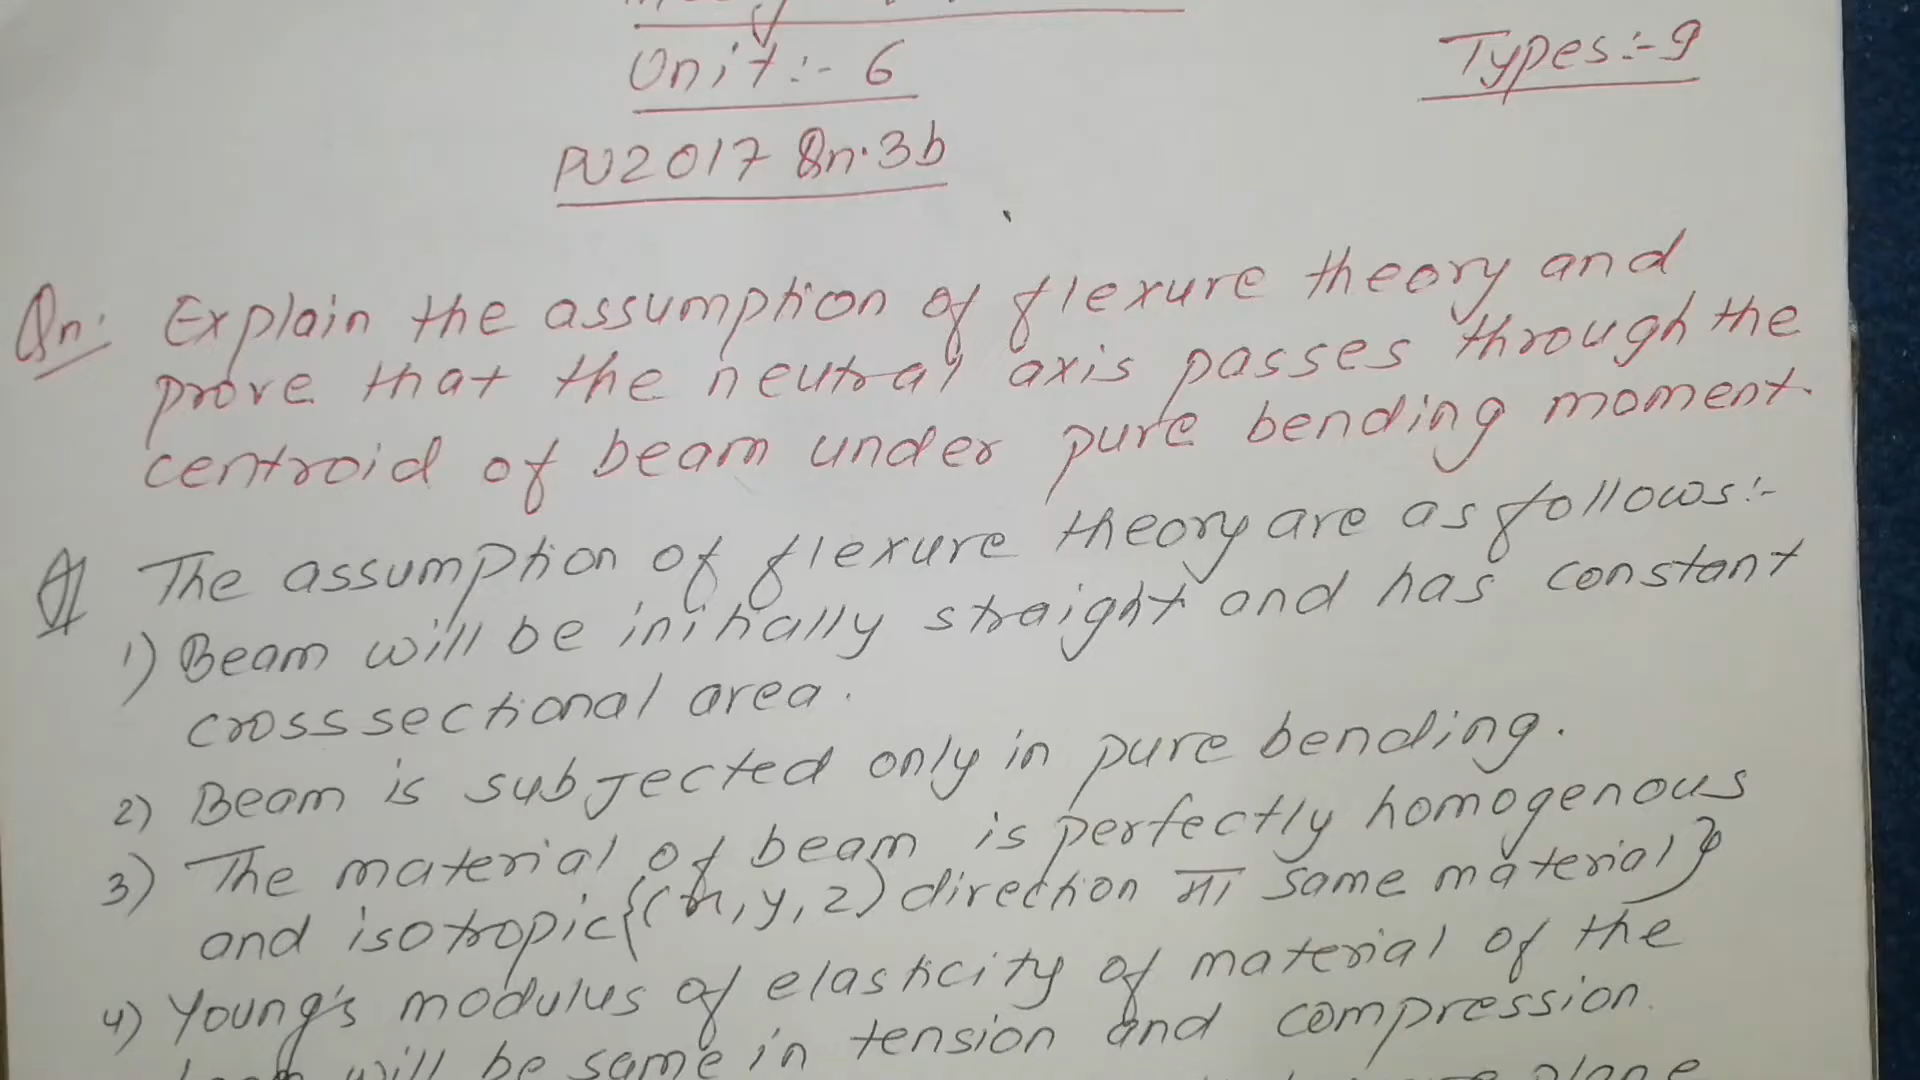 Unit:- 6
Types:-9
PU2017 Qn.3b
Qn: Explain the assumption of flexure theory and
prove that the neutral axis passes through the
centroid of beam under pure bending moment.
The assumption of flexure theory are as follows:-
1) Beam will be initially straight and has constant
crosssectional area.
2) Beam is subjected only in pure bending.
3) The material of beam is perfectly homogenous
and isotropic{(x,y,z) direction मा same material}
4) Young's modulus of elasticity of material of the
will be same in tension and compression.
plane